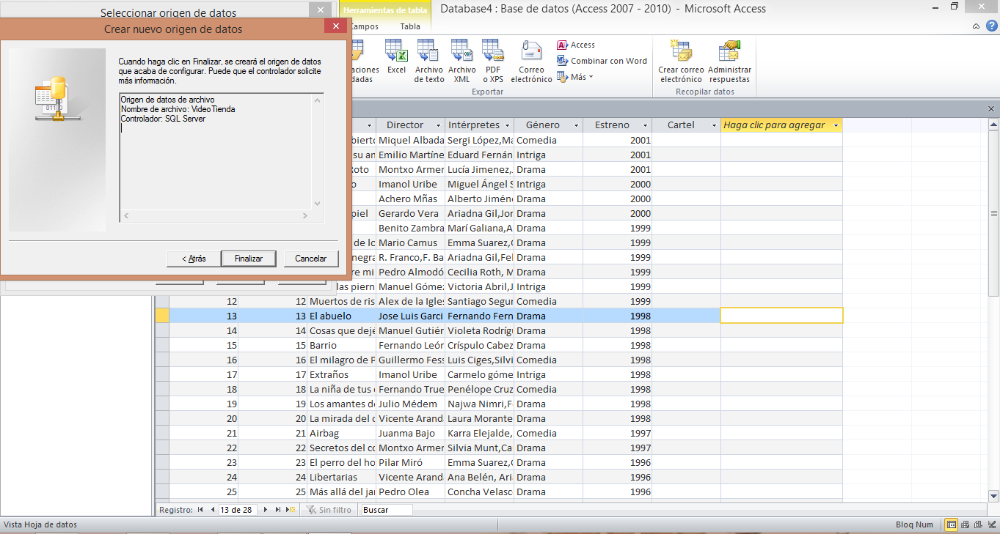 Seleccionar origen de datos
Herramientas de tabla
Database4 : Base de datos (Access 2007 - 2010) - Microsoft Access
Crear nuevo origen de datos
Campos Tabla
Cuando haga clic en Finalizar, se creará el origen de datos
que acaba de configurar. Puede que el controlador solicite
más información.
Origen de datos de archivo
Nombre de archivo: VideoTienda
Controlador: SQL Server
< Atrás Finalizar Cancelar
Excel
Archivo
de texto
Archivo
XML
PDF
o XPS
Correo
electrónico
Access
Combinar con Word
Más
Exportar
Crear correo
electrónico
Administrar
respuestas
Recopilar datos
Director Intérpretes Género Estreno Cartel Haga clic para agregar
bierto Miquel Albada Sergi López,Ma Comedia 2001
su an Emilio Martíne Eduard Fernán Intriga 2001
Roto Montxo Armer Lucía Jimenez, Drama 2001
o Imanol Uribe Miguel Ángel S Intriga 2000
Achero Mñas Alberto Jiméne Drama 2000
piel Gerardo Vera Ariadna Gil,Jor Drama 2000
Benito Zambra Marí Galiana,A Drama 1999
de lo Mario Camus Emma Suarez,C Drama 1999
negra R. Franco,F. Ba Ariadna Gil,Fel Drama 1999
re mi Pedro Almodó Cecilia Roth, M Drama 1999
las piern Manuel Gómez Victoria Abril,J Intriga 1999
12 12 Muertos de ris Alex de la Igles Santiago Segur Comedia 1999
13 13 El abuelo Jose Luis Garci Fernando Fern Drama 1998
14 14 Cosas que dejé Manuel Gutiér Violeta Rodríg Drama 1998
15 15 Barrio Fernando León Críspulo Cabez Drama 1998
16 16 El milagro de P Guillermo Fess Luis Ciges,Silvi Comedia 1998
17 17 Extraños Imanol Uribe Carmelo góme Intriga 1998
18 18 La niña de tus Fernando True Penélope Cruz Comedia 1998
19 19 Los amantes d Julio Médem Najwa Nimri,F Drama 1998
20 20 La mirada del Vicente Arand Laura Morante Drama 1998
21 21 Airbag Juanma Bajo Karra Elejalde, Comedia 1997
22 22 Secretos del co Montxo Armer Silvia Munt,Ca Drama 1997
23 23 El perro del ho Pilar Miró Emma Suarez,C Drama 1996
24 24 Libertarias Vicente Arand Ana Belén, Ari Drama 1996
25 25 Más allá del jar Pedro Olea Concha Velasc Drama 1996
Registro: 13 de 28 Sin filtro Buscar
Vista Hoja de datos Bloq Num